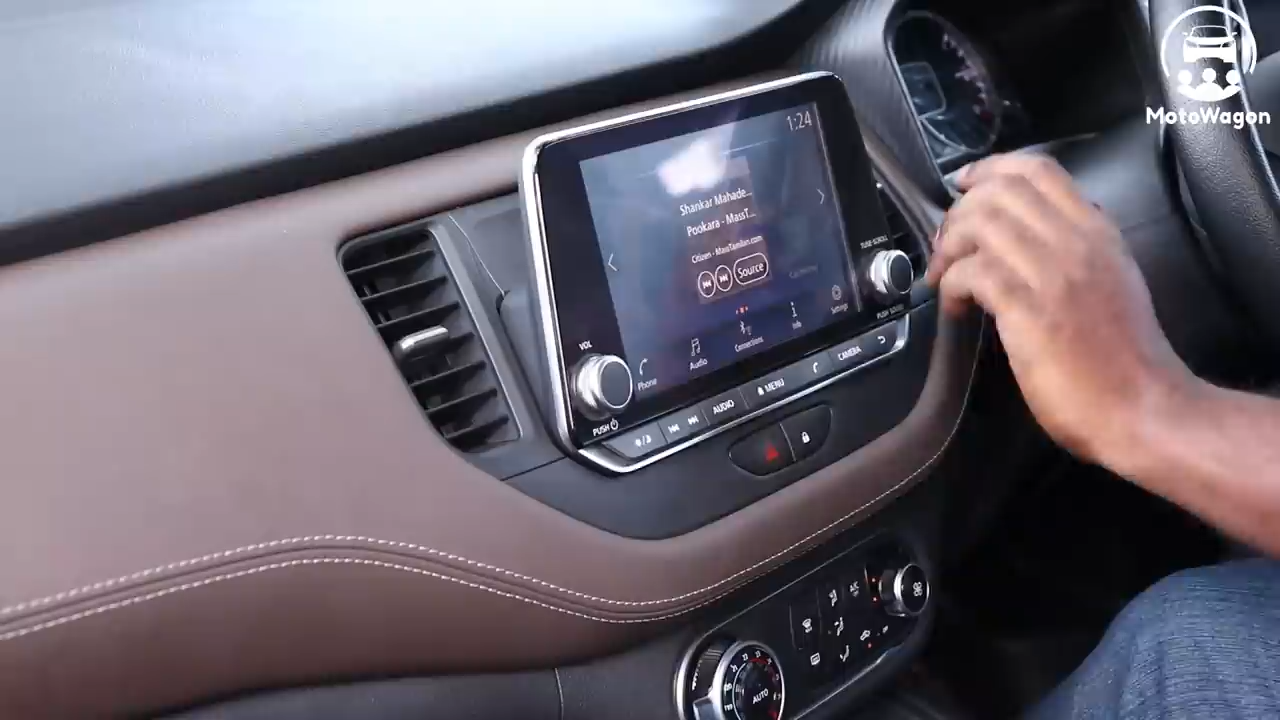 MotoWagon
1:24
Shankar Mahade...
Pookara - MassT...
Citizen - MassTamilan.com
Source
TUNE·SCROLL
PUSH SOUND
Phone
Audio
Connections
Info
Settings
VOL
PUSH
AUDIO
MENU
CAMERA
A/C
AUTO